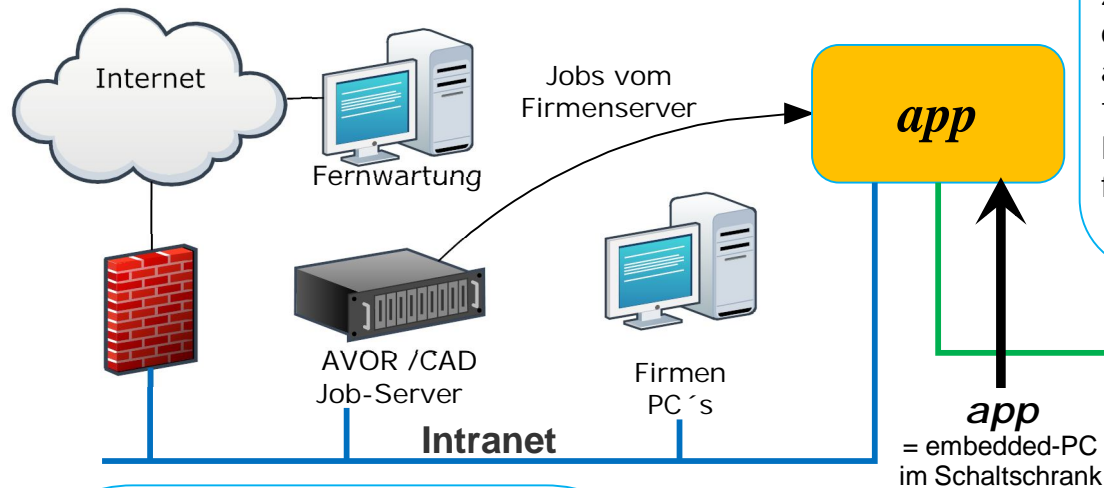 Internet
Jobs vom
Firmenserver
app
Fernwartung
AVOR /CAD
Job-Server
Firmen
PC´s
Intranet
app
= embedded-PC
im Schaltschrank